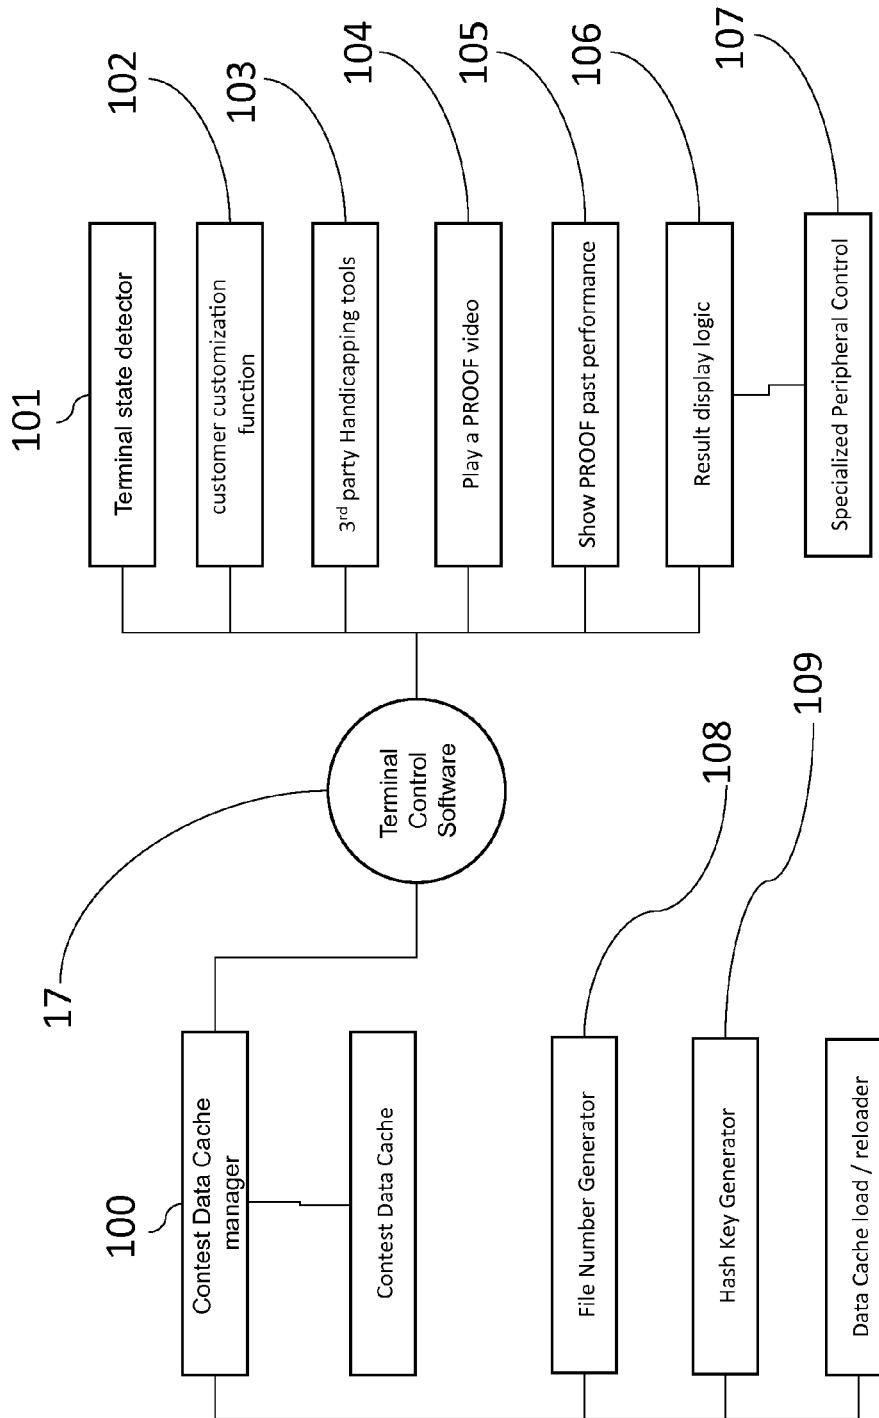 101
Terminal state detector
102
customer customization
function
103
3rd party Handicapping tools
104
Play a PROOF video
105
Show PROOF past performance
106
Result display logic
107
Specialized Peripheral Control
17
Terminal
Control
Software
100
Contest Data Cache
manager
Contest Data Cache
108
File Number Generator
109
Hash Key Generator
Data Cache load / reloader